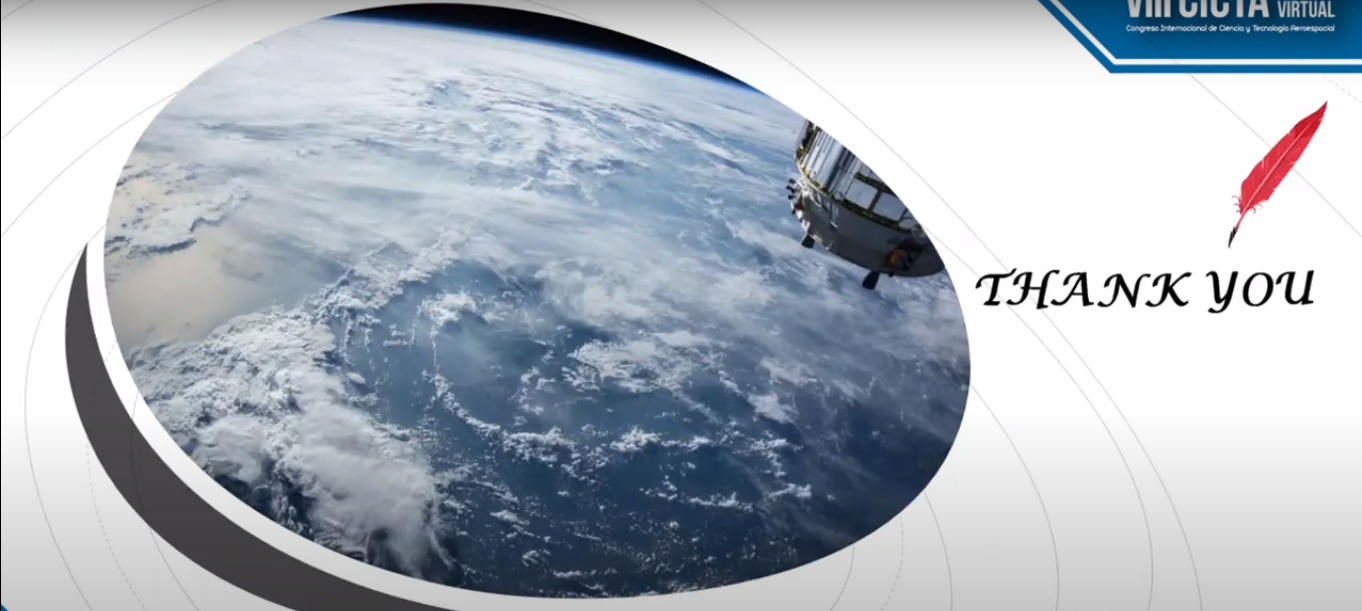 VIII CICTA VIRTUAL
Congreso Internacional de Ciencia y Tecnología Aeroespacial
THANK YOU